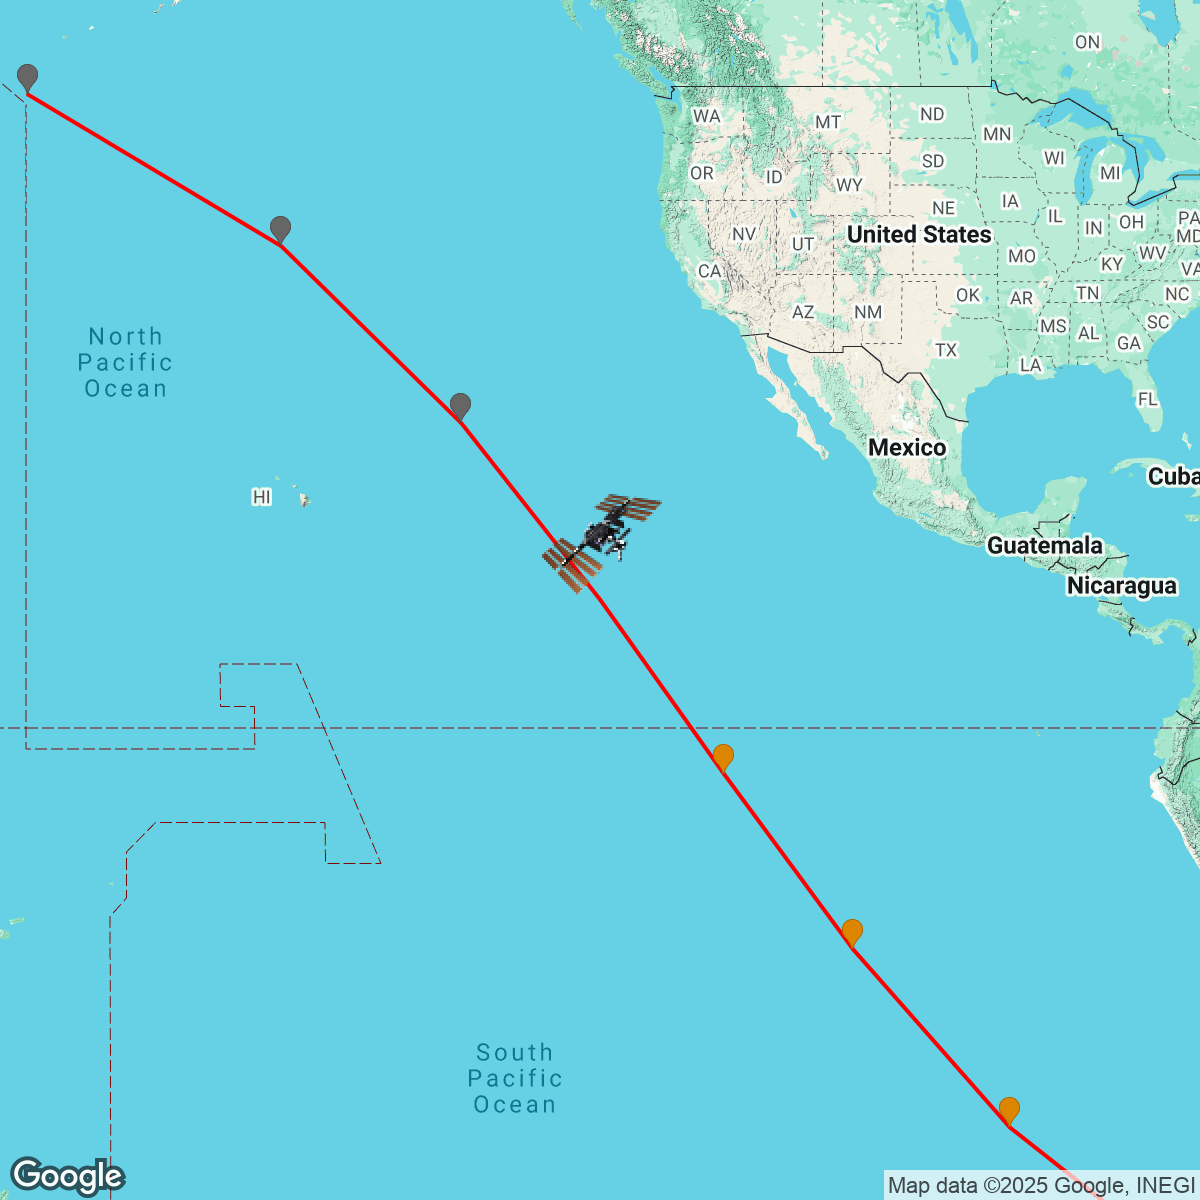 ON
WA
MT
ND
MN
OR
ID
WY
SD
WI
MI
IA
NE
IL
IN
OH
PA
MD
NV
UT
United States
MO
KY
WV
VA
CA
AZ
NM
OK
AR
TN
NC
MS
AL
GA
SC
TX
LA
FL
North
Pacific
Ocean
HI
Mexico
Cuba
Guatemala
Nicaragua
South
Pacific
Ocean
Google
Map data ©2025 Google, INEGI